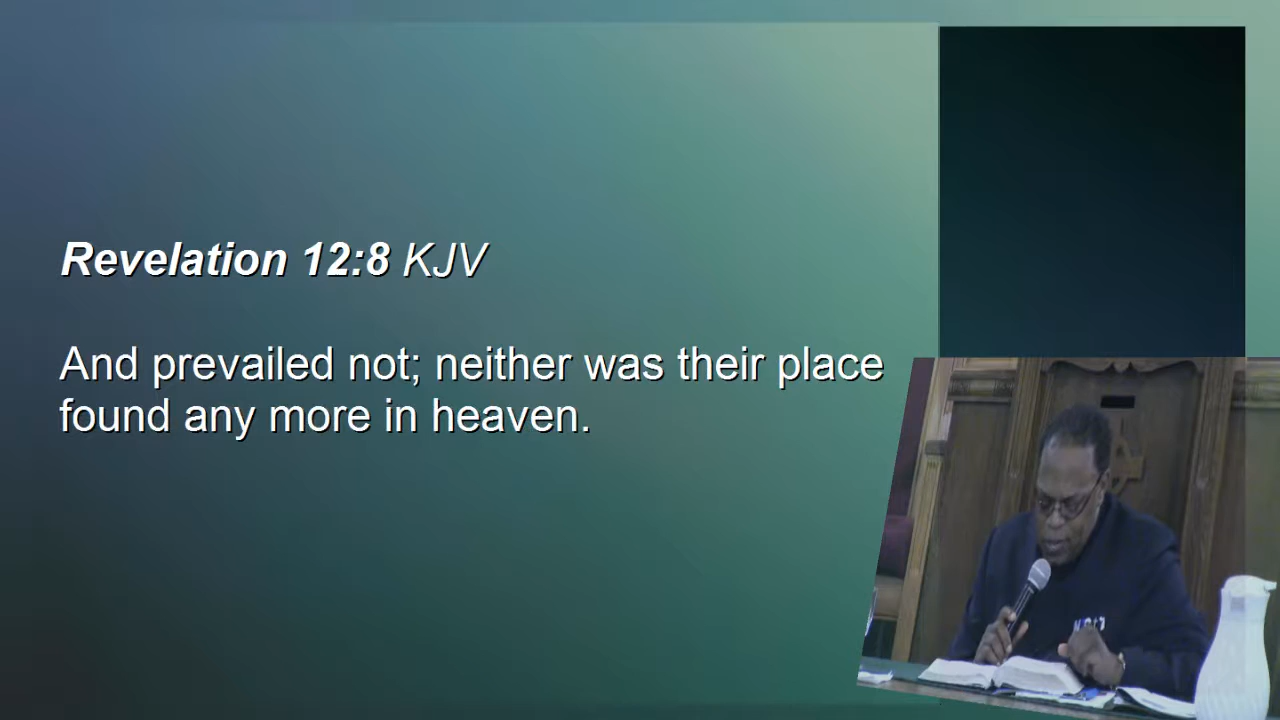 Revelation 12:8 KJV
And prevailed not; neither was their place
found any more in heaven.